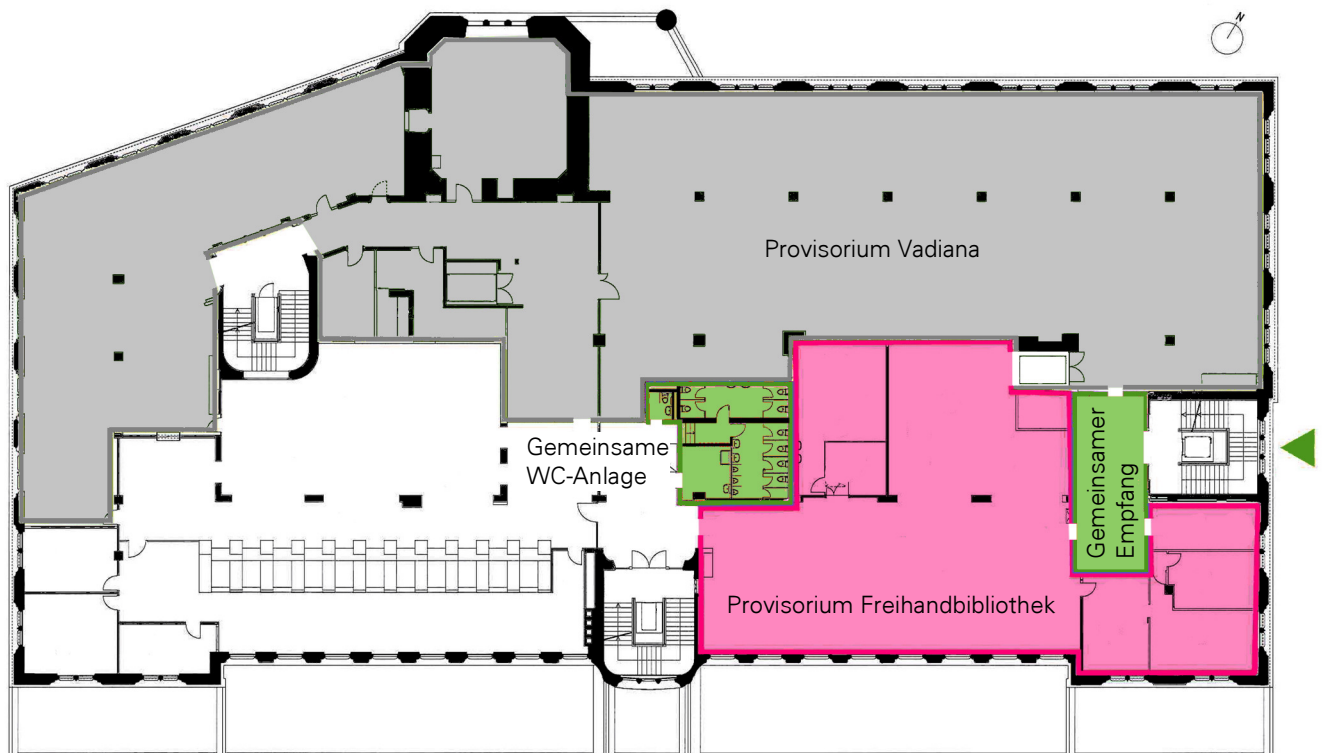 N
Provisorium Vadiana
Gemeinsame
WC-Anlage
Gemeinsamer
Empfang
Provisorium Freihandbibliothek